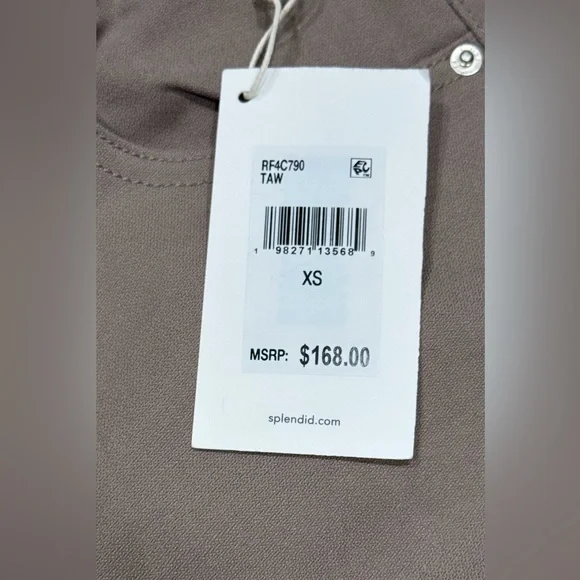 RF4C790
TAW
1 98271 13568 9
XS
MSRP: $168.00
splendid.com